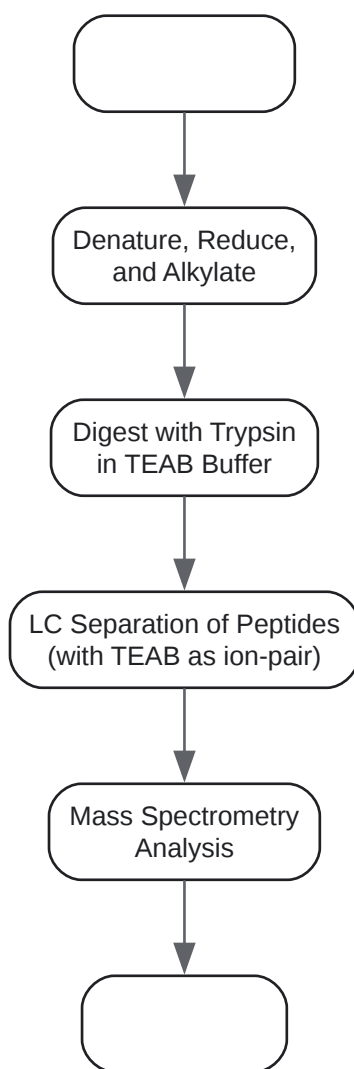 Denature, Reduce,
and Alkylate
Digest with Trypsin
in TEAB Buffer
LC Separation of Peptides
(with TEAB as ion-pair)
Mass Spectrometry
Analysis